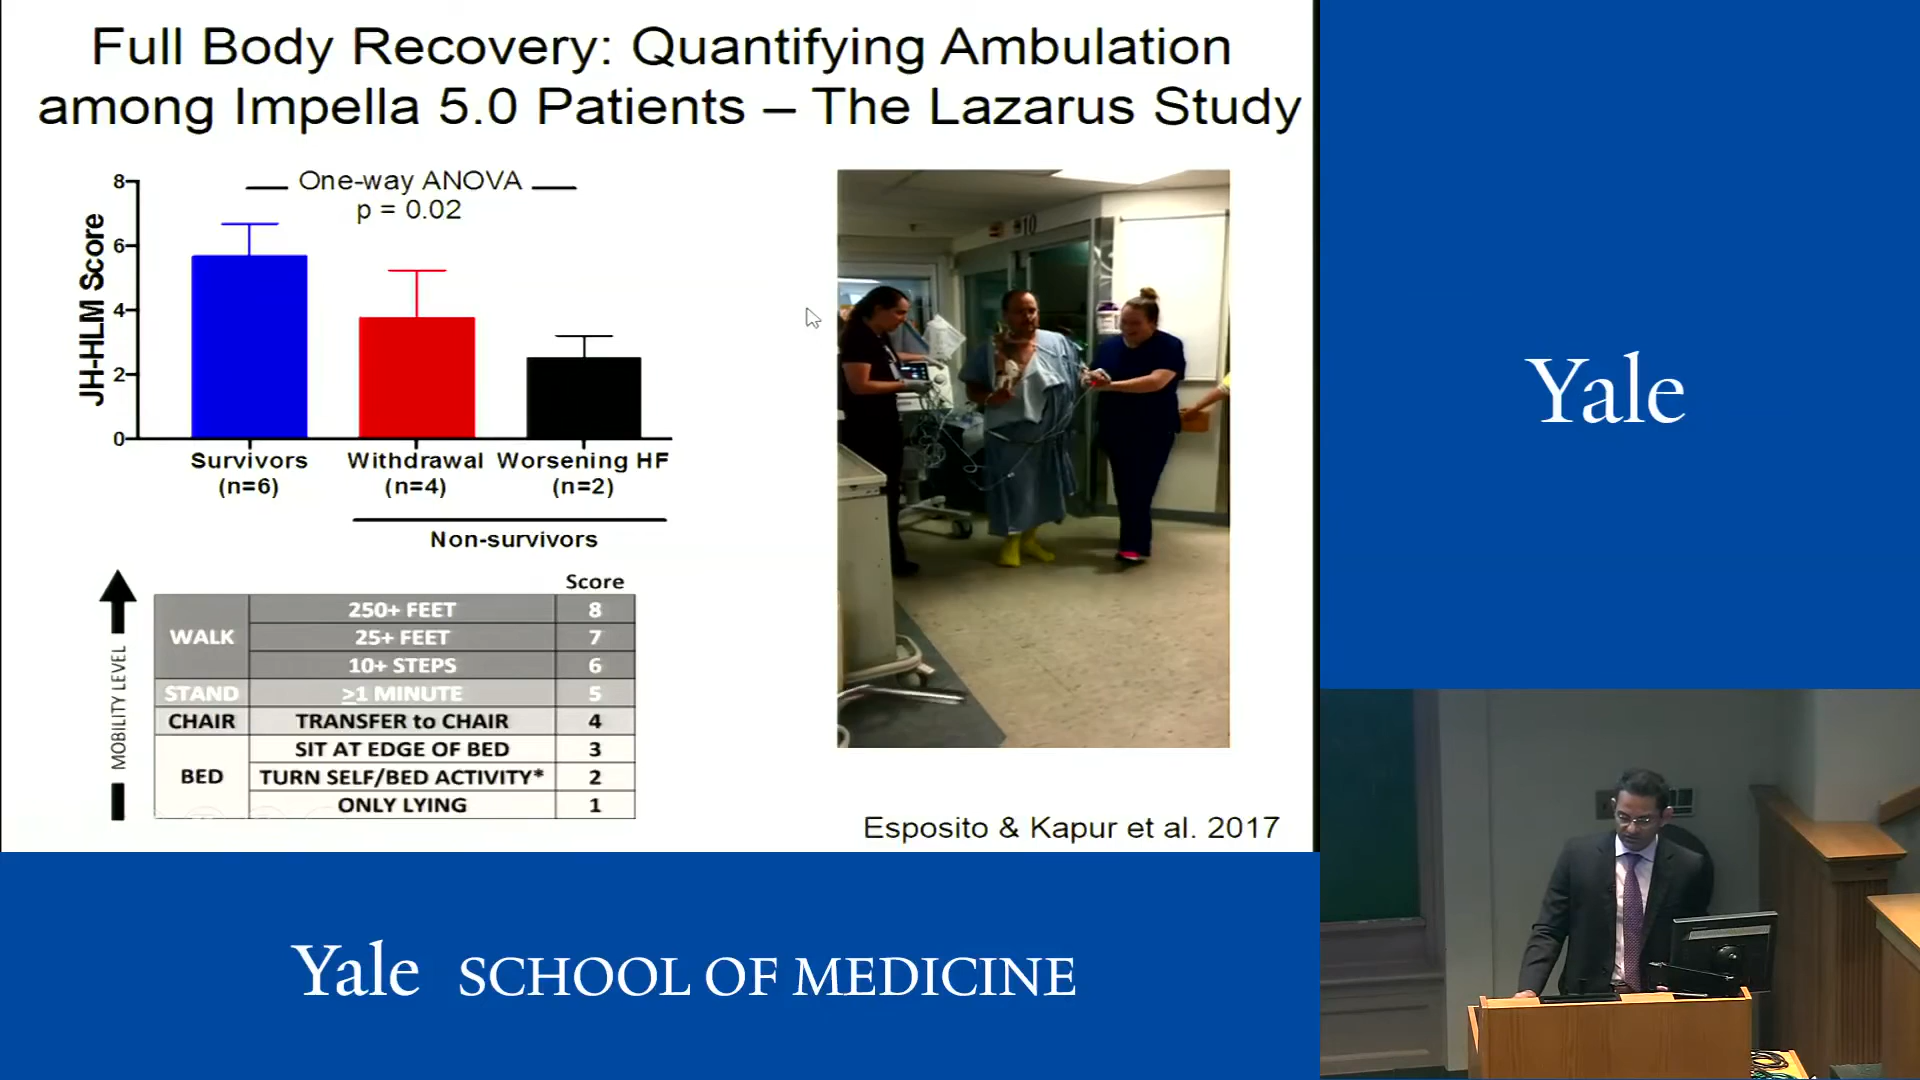 Full Body Recovery: Quantifying Ambulation
among Impella 5.0 Patients – The Lazarus Study
One-way ANOVA
p = 0.02
JH-HLM Score
8
6
4
2
0
Survivors
(n=6)
Withdrawal
(n=4)
Worsening HF
(n=2)
Non-survivors
Score
MOBILITY LEVEL
WALK
250+ FEET 8
25+ FEET 7
10+ STEPS 6
STAND ≥1 MINUTE 5
CHAIR TRANSFER to CHAIR 4
BED
SIT AT EDGE OF BED 3
TURN SELF/BED ACTIVITY* 2
ONLY LYING 1
10
Esposito & Kapur et al. 2017
Yale
Yale SCHOOL OF MEDICINE